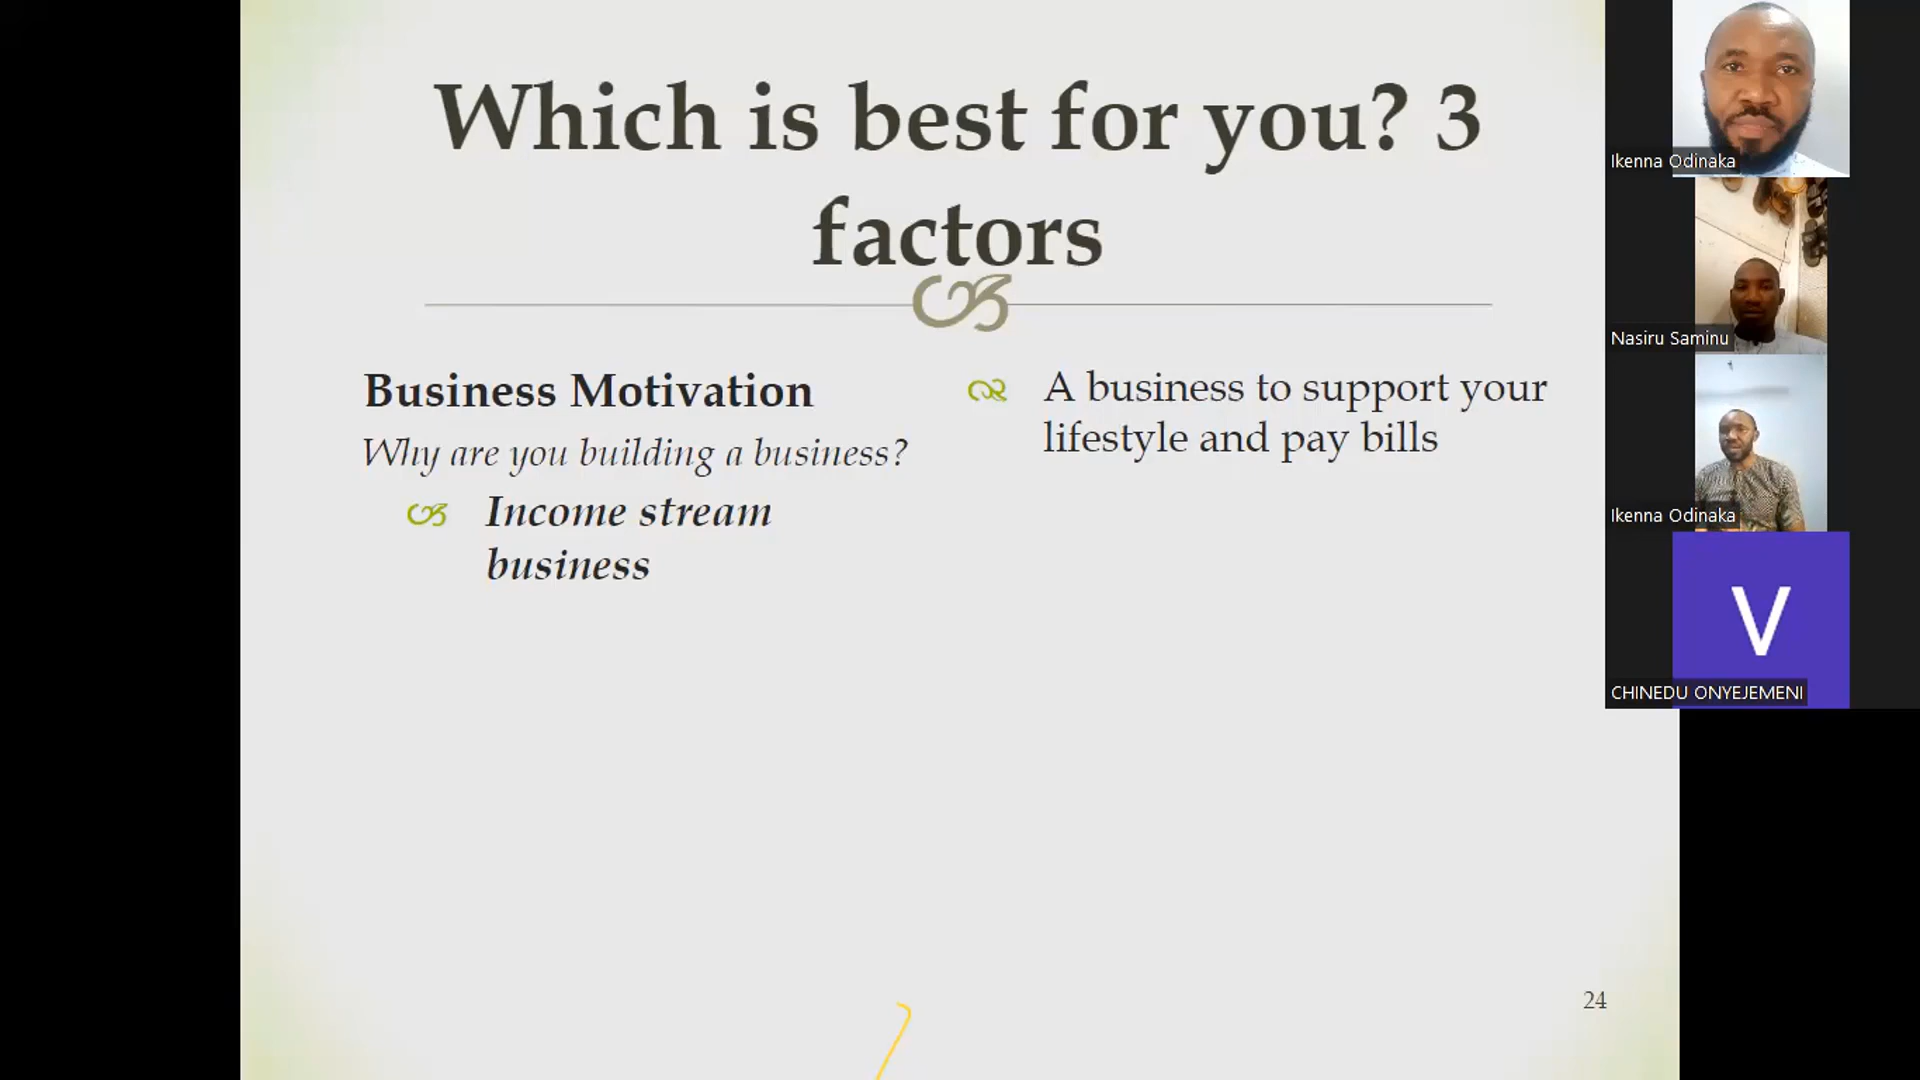 Which is best for you? 3
factors
Business Motivation
Why are you building a business?
Income stream
business
A business to support your
lifestyle and pay bills
24
Ikenna Odinaka
Nasiru Saminu
Ikenna Odinaka
V
CHINEDU ONYEJEMENI